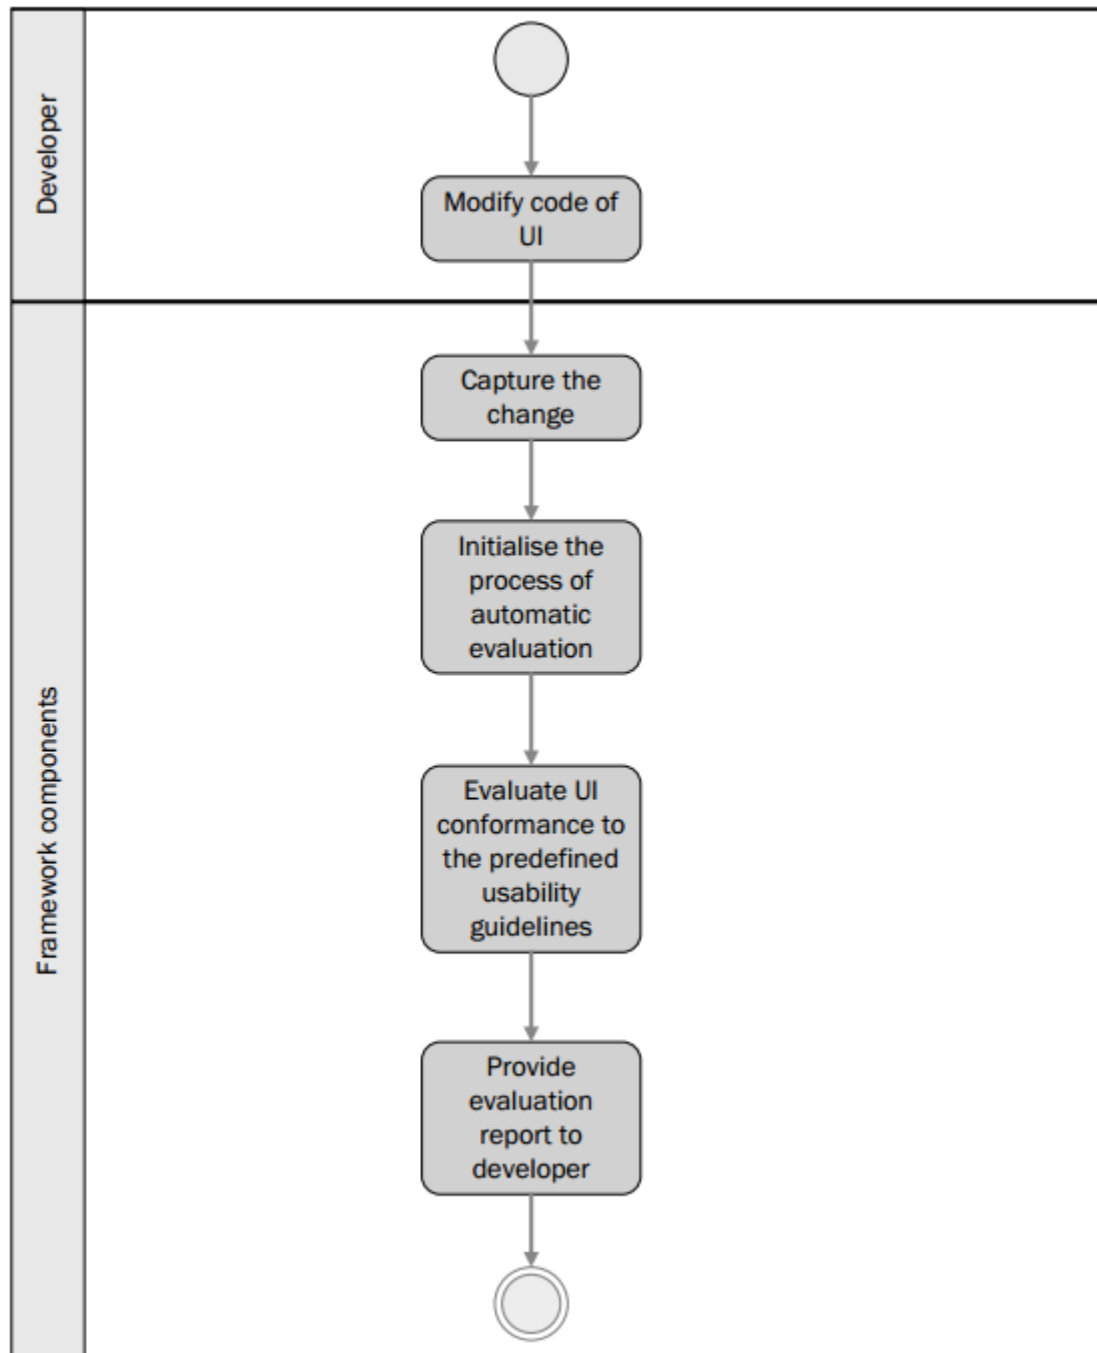 Developer
Modify code of
UI
Framework components
Capture the
change
Initialise the
process of
automatic
evaluation
Evaluate UI
conformance to
the predefined
usability
guidelines
Provide
evaluation
report to
developer